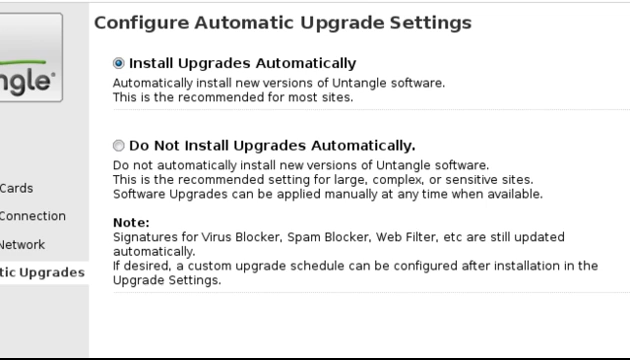 Configure Automatic Upgrade Settings
Install Upgrades Automatically
Automatically install new versions of Untangle software.
This is the recommended for most sites.
Do Not Install Upgrades Automatically.
Do not automatically install new versions of Untangle software.
This is the recommended setting for large, complex, or sensitive sites.
Software Upgrades can be applied manually at any time when available.
Note:
Signatures for Virus Blocker, Spam Blocker, Web Filter, etc are still updated
automatically.
If desired, a custom upgrade schedule can be configured after installation in the
Upgrade Settings.
ngle
Cards
Connection
Network
tic Upgrades